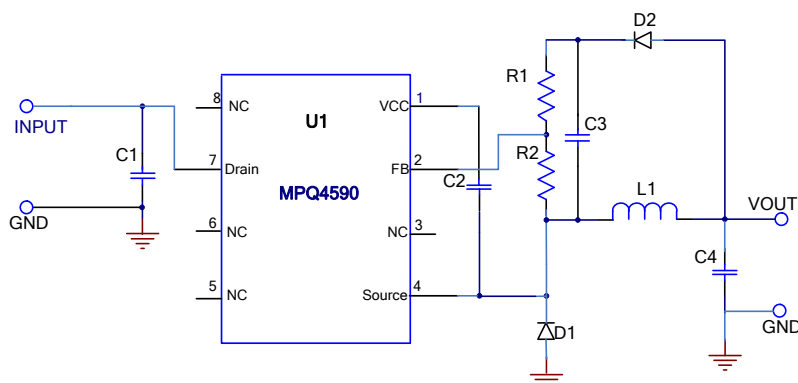 D2
R1
8
NC
U1
VCC
1
INPUT
C1
C3
R2
7
Drain
FB
2
C2
MPQ4590
L1
VOUT
GND
6
NC
NC
3
C4
5
NC
Source
4
D1
GND